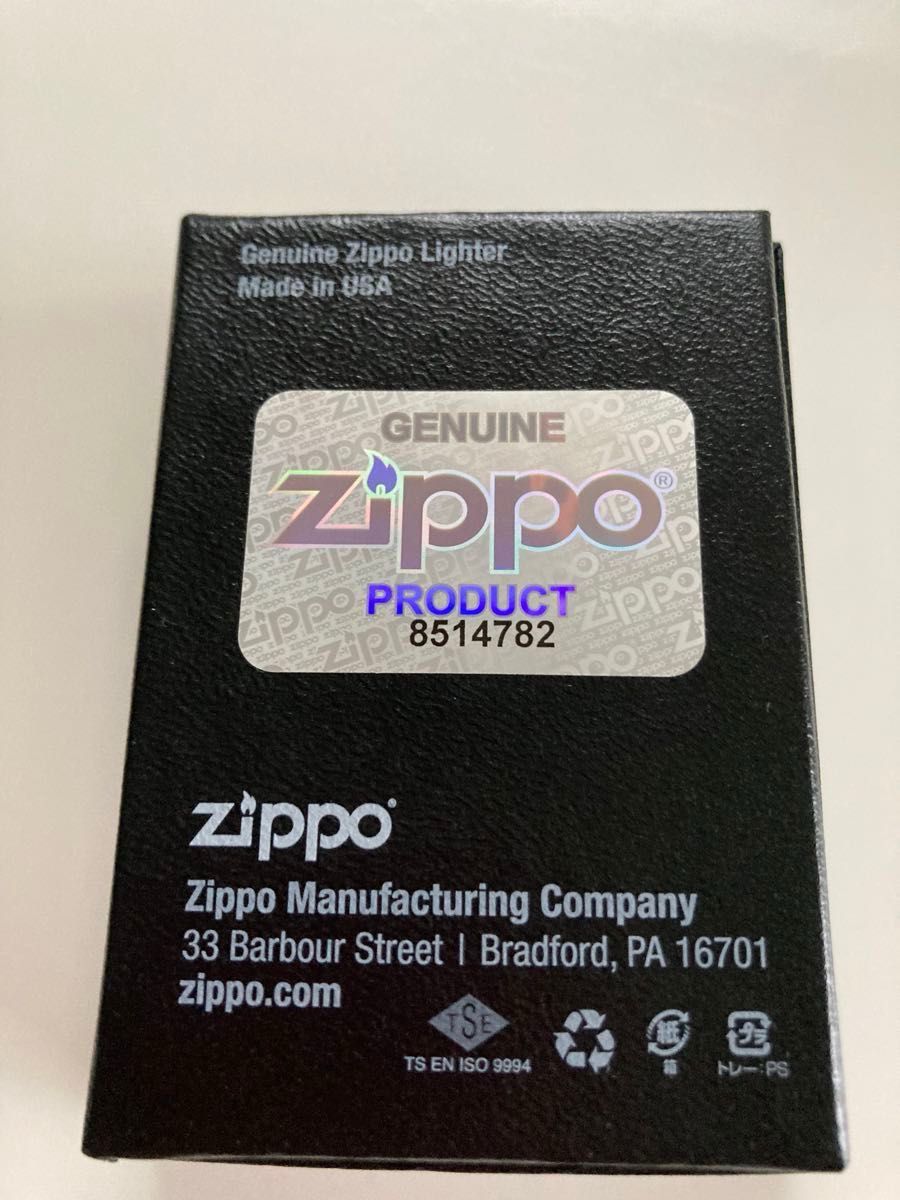 Genuine Zippo Lighter
Made in USA
GENUINE
zippo®
PRODUCT
8514782
zippo®
Zippo Manufacturing Company
33 Barbour Street | Bradford, PA 16701
zippo.com
TSE
TS EN ISO 9994
紙
箱
プラ
トレー:PS